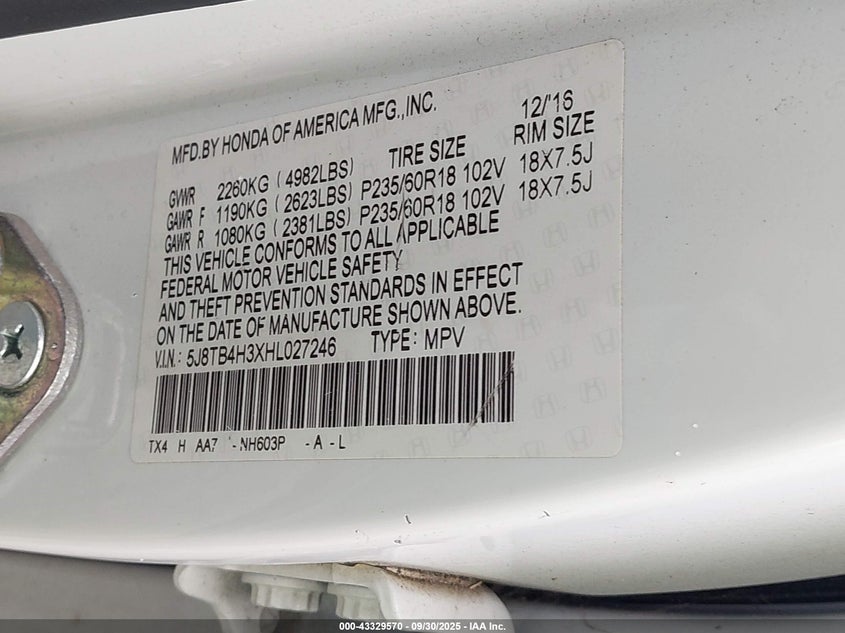 MFD.BY HONDA OF AMERICA MFG.,INC. 12/'16
TIRE SIZE RIM SIZE
GVWR 2260KG ( 4982LBS)
GAWR F 1190KG ( 2623LBS) P235/60R18 102V 18X7.5J
GAWR R 1080KG ( 2381LBS) P235/60R18 102V 18X7.5J
THIS VEHICLE CONFORMS TO ALL APPLICABLE
FEDERAL MOTOR VEHICLE SAFETY
AND THEFT PREVENTION STANDARDS IN EFFECT
ON THE DATE OF MANUFACTURE SHOWN ABOVE.
V.I.N.: 5J8TB4H3XHL027246 TYPE: MPV
TX4 H AA7 - NH603P - A - L
000-43329570 - 09/30/2025 - IAA Inc.